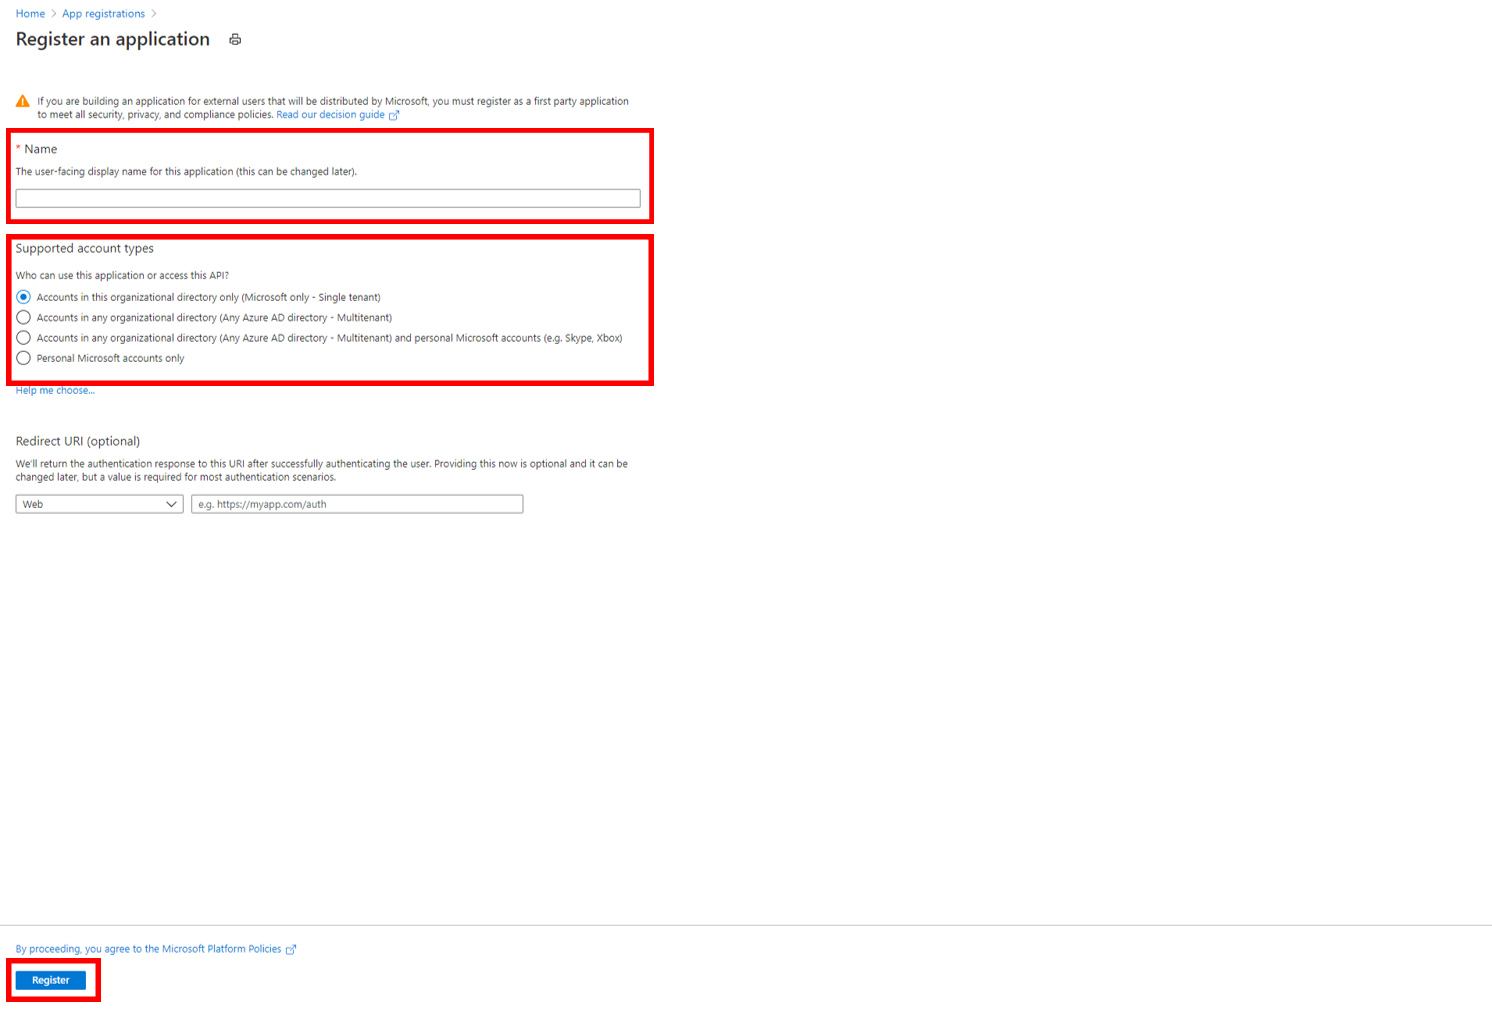 Home > App registrations >
Register an application
If you are building an application for external users that will be distributed by Microsoft, you must register as a first party application
to meet all security, privacy, and compliance policies. Read our decision guide
* Name
The user-facing display name for this application (this can be changed later).
Supported account types
Who can use this application or access this API?
Accounts in this organizational directory only (Microsoft only - Single tenant)
Accounts in any organizational directory (Any Azure AD directory - Multitenant)
Accounts in any organizational directory (Any Azure AD directory - Multitenant) and personal Microsoft accounts (e.g. Skype, Xbox)
Personal Microsoft accounts only
Help me choose...
Redirect URI (optional)
We'll return the authentication response to this URI after successfully authenticating the user. Providing this now is optional and it can be
changed later, but a value is required for most authentication scenarios.
Web e.g. https://myapp.com/auth
By proceeding, you agree to the Microsoft Platform Policies
Register